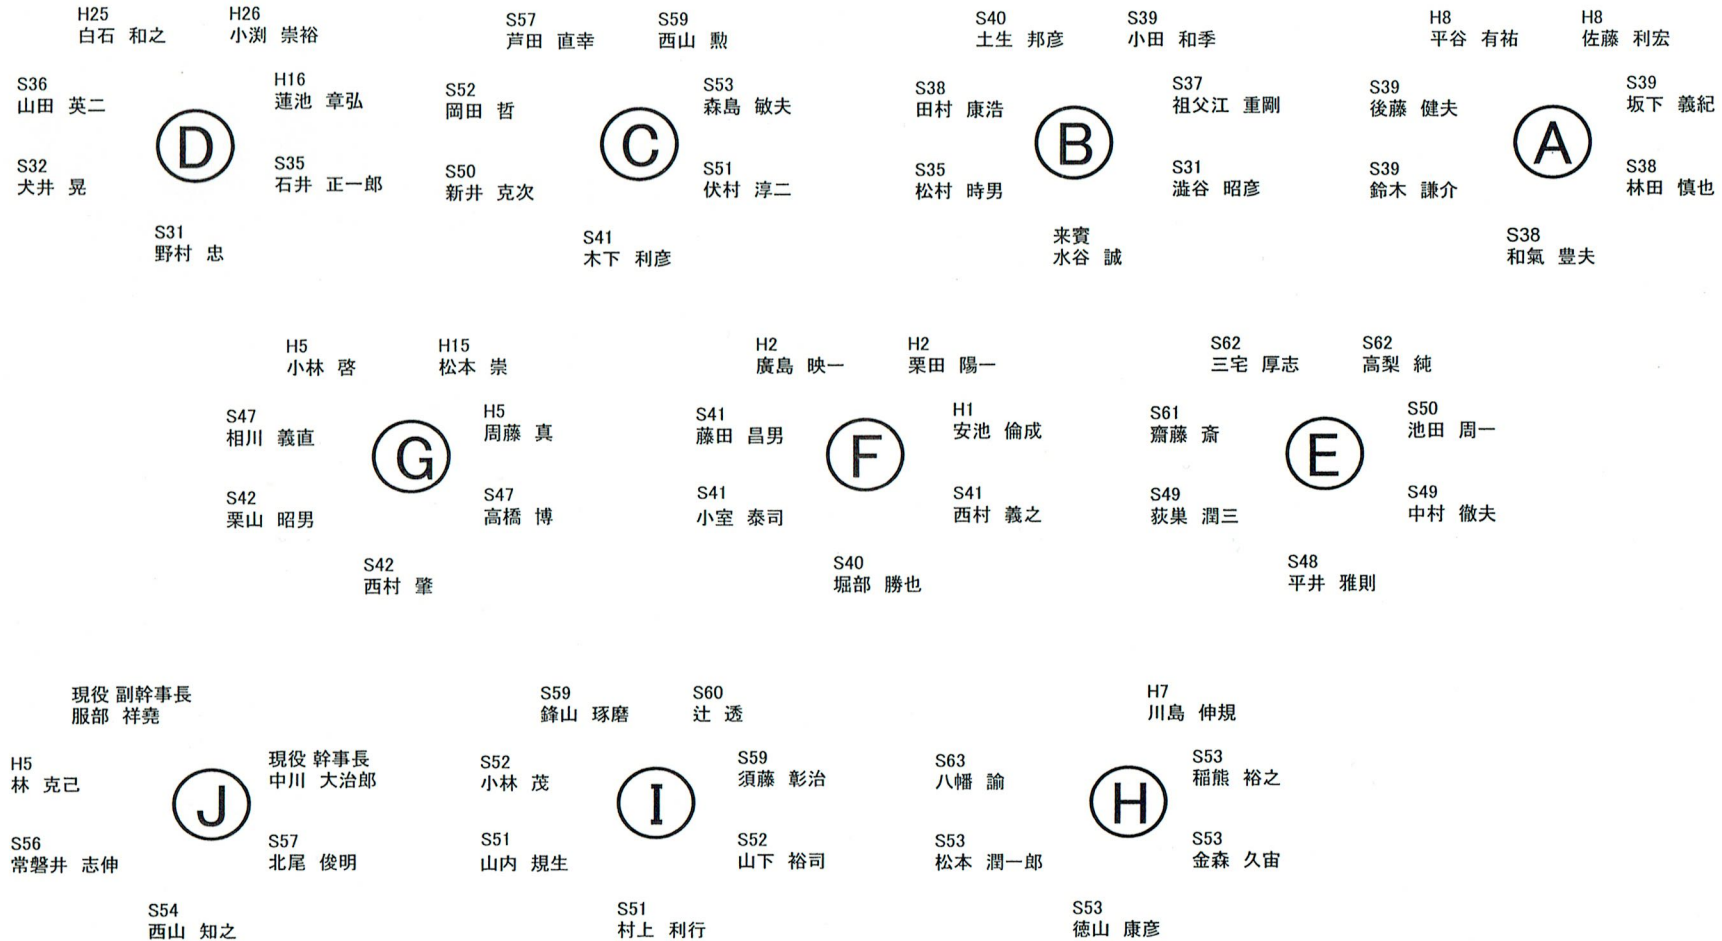 H25
白石 和之
H26
小渕 崇裕
S36
山田 英二
H16
蓮池 章弘
D
S32
犬井 晃
S35
石井 正一郎
S31
野村 忠
S57
芦田 直幸
S59
西山 勲
S52
岡田 哲
S53
森島 敏夫
C
S50
新井 克次
S51
伏村 淳二
S41
木下 利彦
S40
土生 邦彦
S39
小田 和季
S38
田村 康浩
S37
祖父江 重剛
B
S35
松村 時男
S31
澁谷 昭彦
来賓
水谷 誠
H8
平谷 有祐
H8
佐藤 利宏
S39
後藤 健夫
S39
坂下 義紀
A
S39
鈴木 謙介
S38
林田 慎也
S38
和氣 豊夫
H5
小林 啓
H15
松本 崇
S47
相川 義直
H5
周藤 真
G
S42
栗山 昭男
S47
高橋 博
S42
西村 肇
H2
廣島 映一
H2
栗田 陽一
S41
藤田 昌男
H1
安池 倫成
F
S41
小室 泰司
S41
西村 義之
S40
堀部 勝也
S62
三宅 厚志
S62
高梨 純
S61
齋藤 斎
S50
池田 周一
E
S49
荻巣 潤三
S49
中村 徹夫
S48
平井 雅則
現役 副幹事長
服部 祥堯
H5
林 克己
現役 幹事長
中川 大治郎
J
S56
常磐井 志伸
S57
北尾 俊明
S54
西山 知之
S59
鋒山 琢磨
S60
辻 透
S52
小林 茂
S59
須藤 彰治
I
S51
山内 規生
S52
山下 裕司
S51
村上 利行
H7
川島 伸規
S63
八幡 諭
S53
稲熊 裕之
H
S53
松本 潤一郎
S53
金森 久宙
S53
徳山 康彦